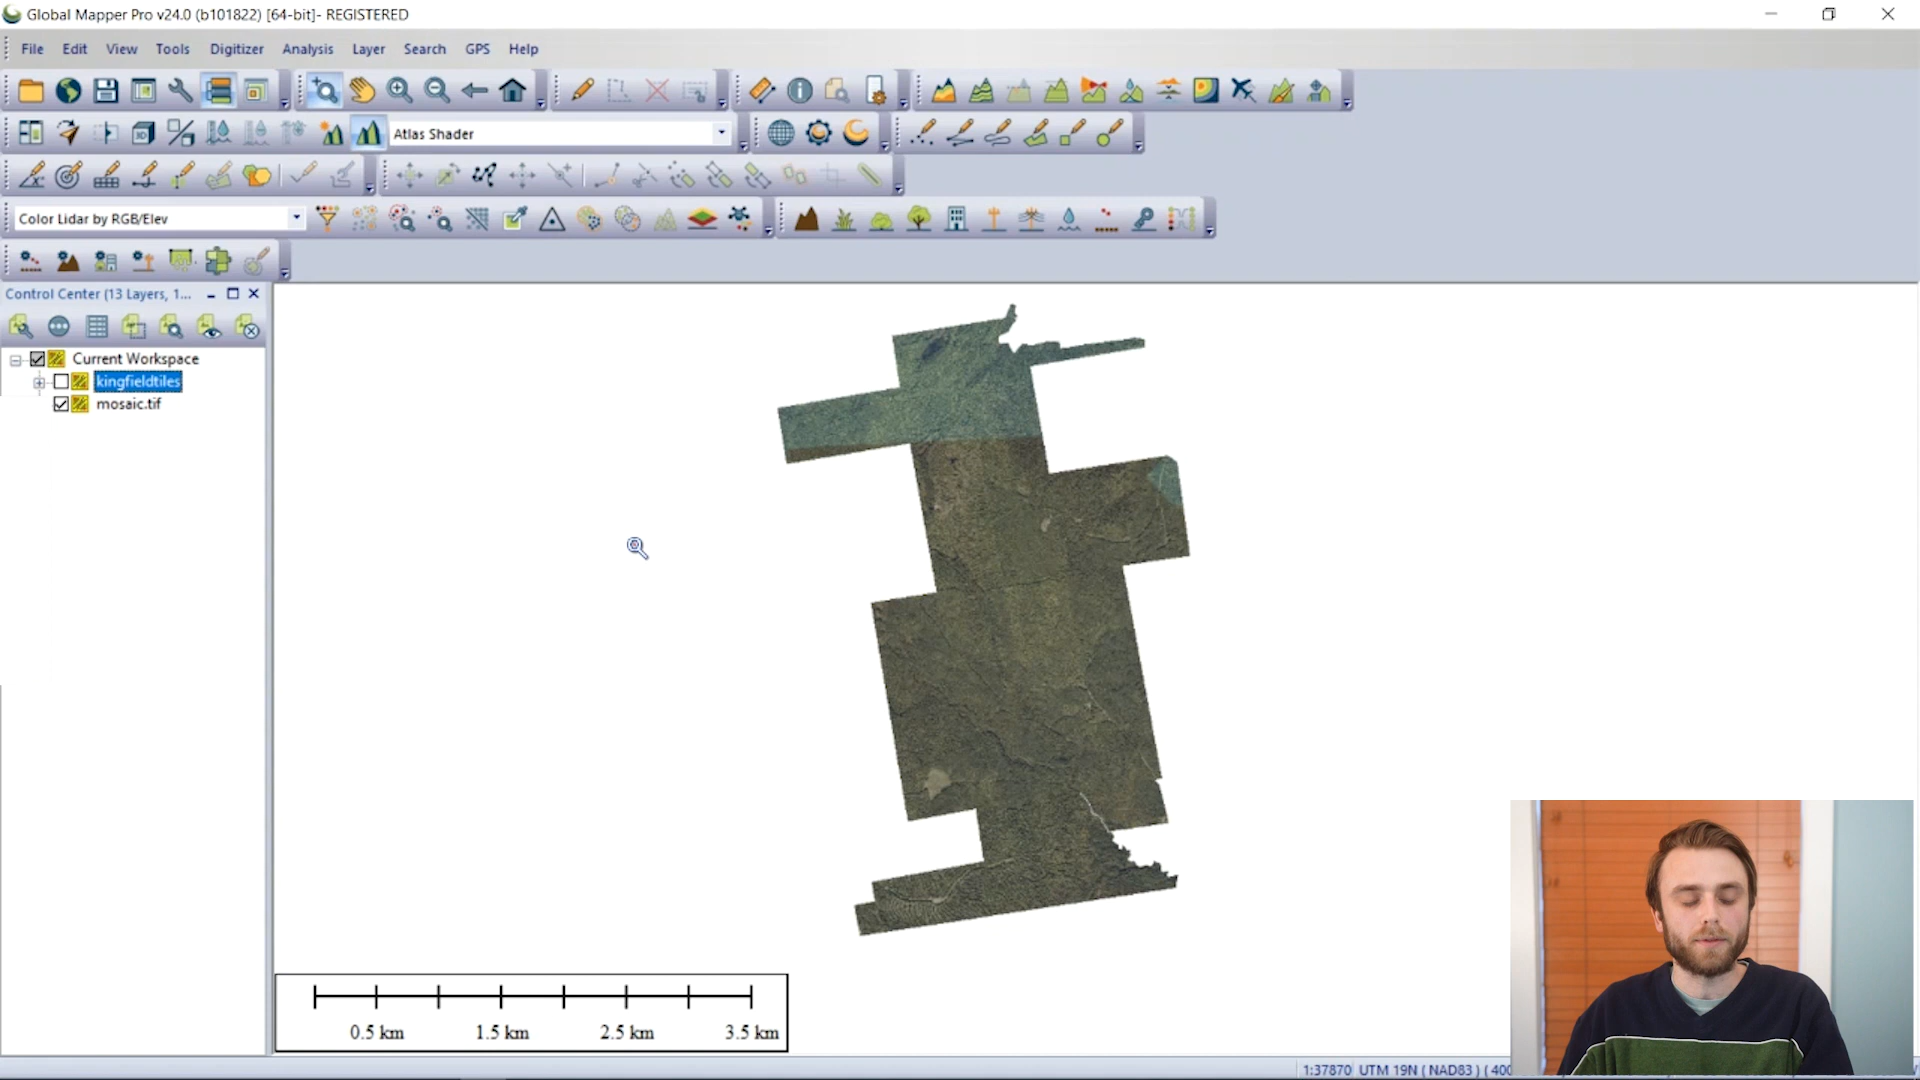 Global Mapper Pro v24.0 (b101822) [64-bit]- REGISTERED
File Edit View Tools Digitizer Analysis Layer Search GPS Help
Atlas Shader
Color Lidar by RGB/Elev
Control Center (13 Layers, 1...
Current Workspace
kingfieldtiles
mosaic.tif
0.5 km 1.5 km 2.5 km 3.5 km
1:37870 UTM 19N ( NAD83 ) ( 400